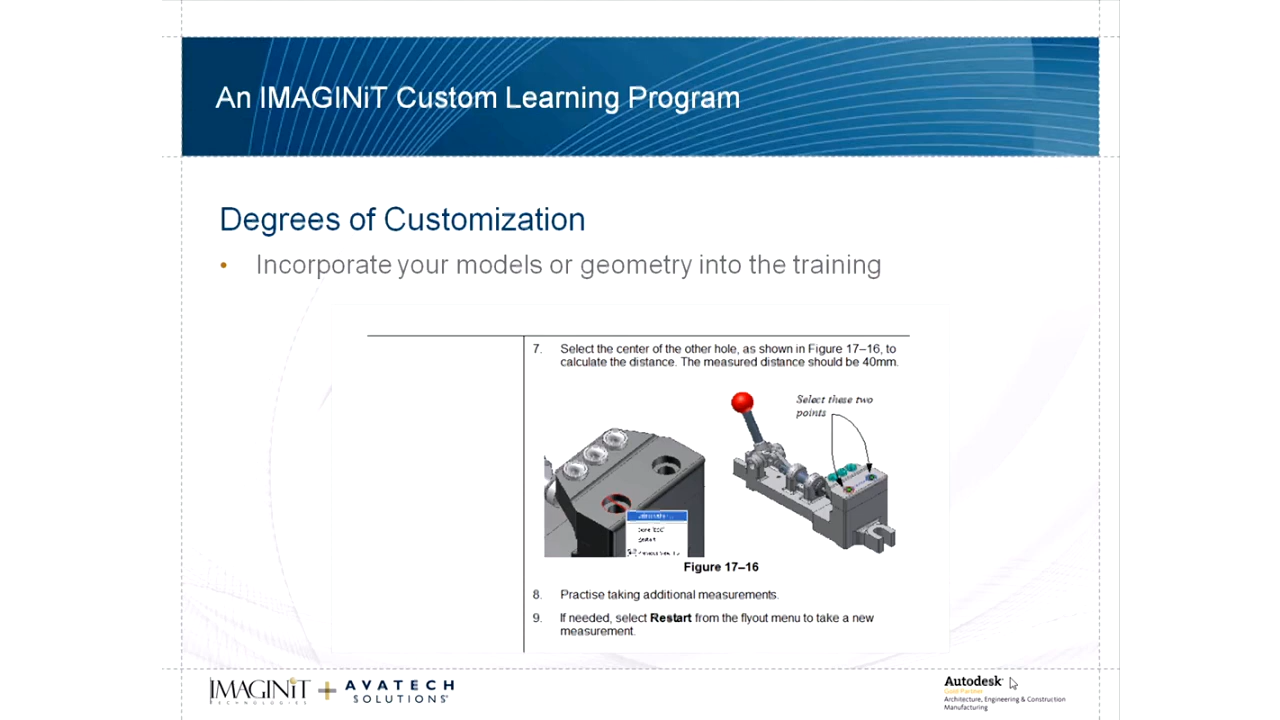 An IMAGINiT Custom Learning Program
Degrees of Customization
• Incorporate your models or geometry into the training
7. Select the center of the other hole, as shown in Figure 17–16, to
calculate the distance. The measured distance should be 40mm.
Select these two
points
Figure 17–16
8. Practise taking additional measurements.
9. If needed, select Restart from the flyout menu to take a new
measurement.
IMAGINiT
TECHNOLOGIES
+
AVATECH
SOLUTIONS
Autodesk
Gold Partner
Architecture, Engineering & Construction
Manufacturing